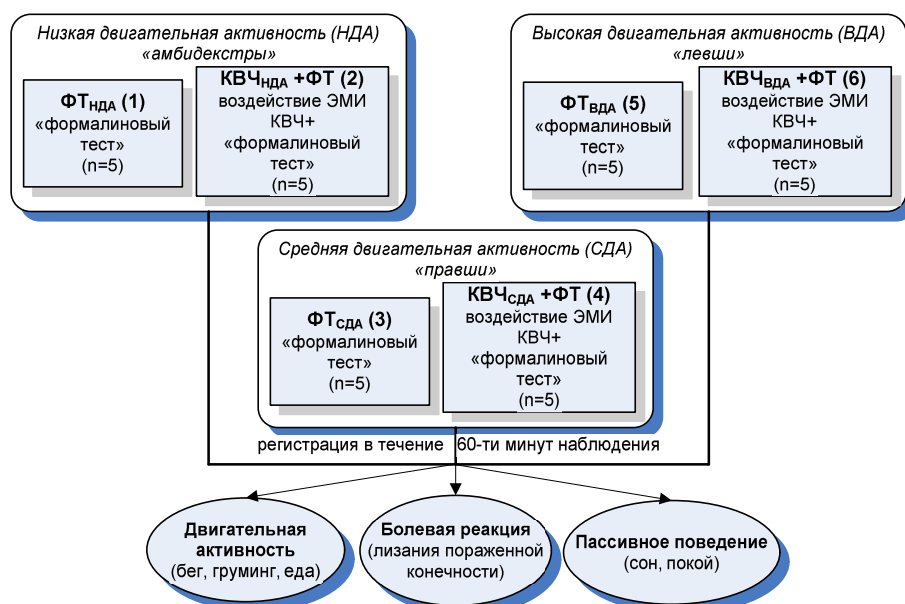 Низкая двигательная активность (НДА)
«амбидекстры»
ФТНДА (1)
«формалиновый
тест»
(n=5)
КВЧНДА +ФТ (2)
воздействие ЭМИ
КВЧ+
«формалиновый
тест»
(n=5)
Высокая двигательная активность (ВДА)
«левши»
ФТВДА (5)
«формалиновый
тест»
(n=5)
КВЧВДА +ФТ (6)
воздействие ЭМИ
КВЧ+
«формалиновый
тест»
(n=5)
Средняя двигательная активность (СДА)
«правши»
ФТСДА (3)
«формалиновый
тест»
(n=5)
КВЧСДА +ФТ (4)
воздействие ЭМИ
КВЧ+
«формалиновый
тест»
(n=5)
регистрация в течение 60-ти минут наблюдения
Двигательная
активность
(бег, груминг, еда)
Болевая реакция
(лизания пораженной
конечности)
Пассивное поведение
(сон, покой)